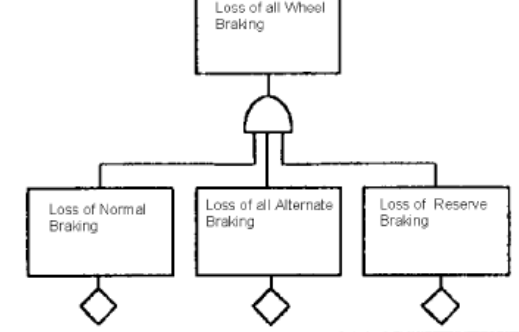 Loss of all Wheel
Braking
Loss of Normal
Braking
Loss of all Alternate
Braking
Loss of Reserve
Braking